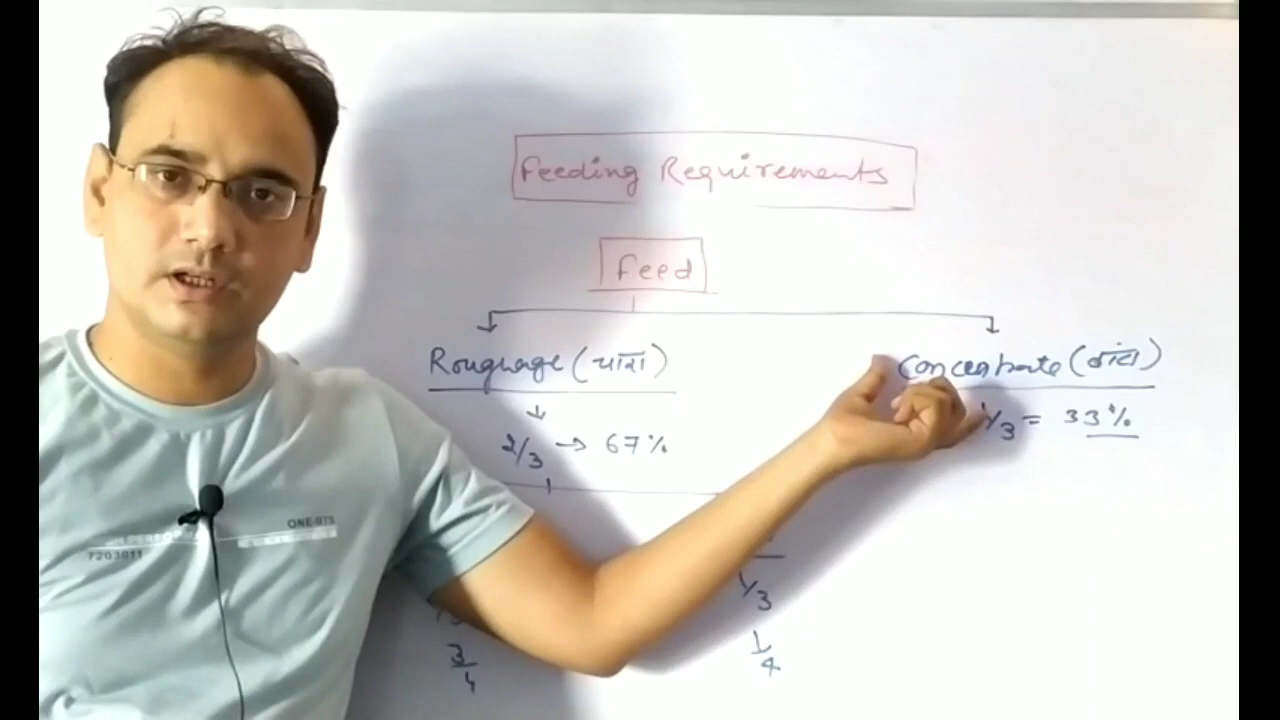 Feeding Requirements
Feed
Roughage (चारा)
Concentrate (बांटा)
2/3 → 67%
1/3 = 33%
1/3
3/4
1/4
ONE-075
7203011